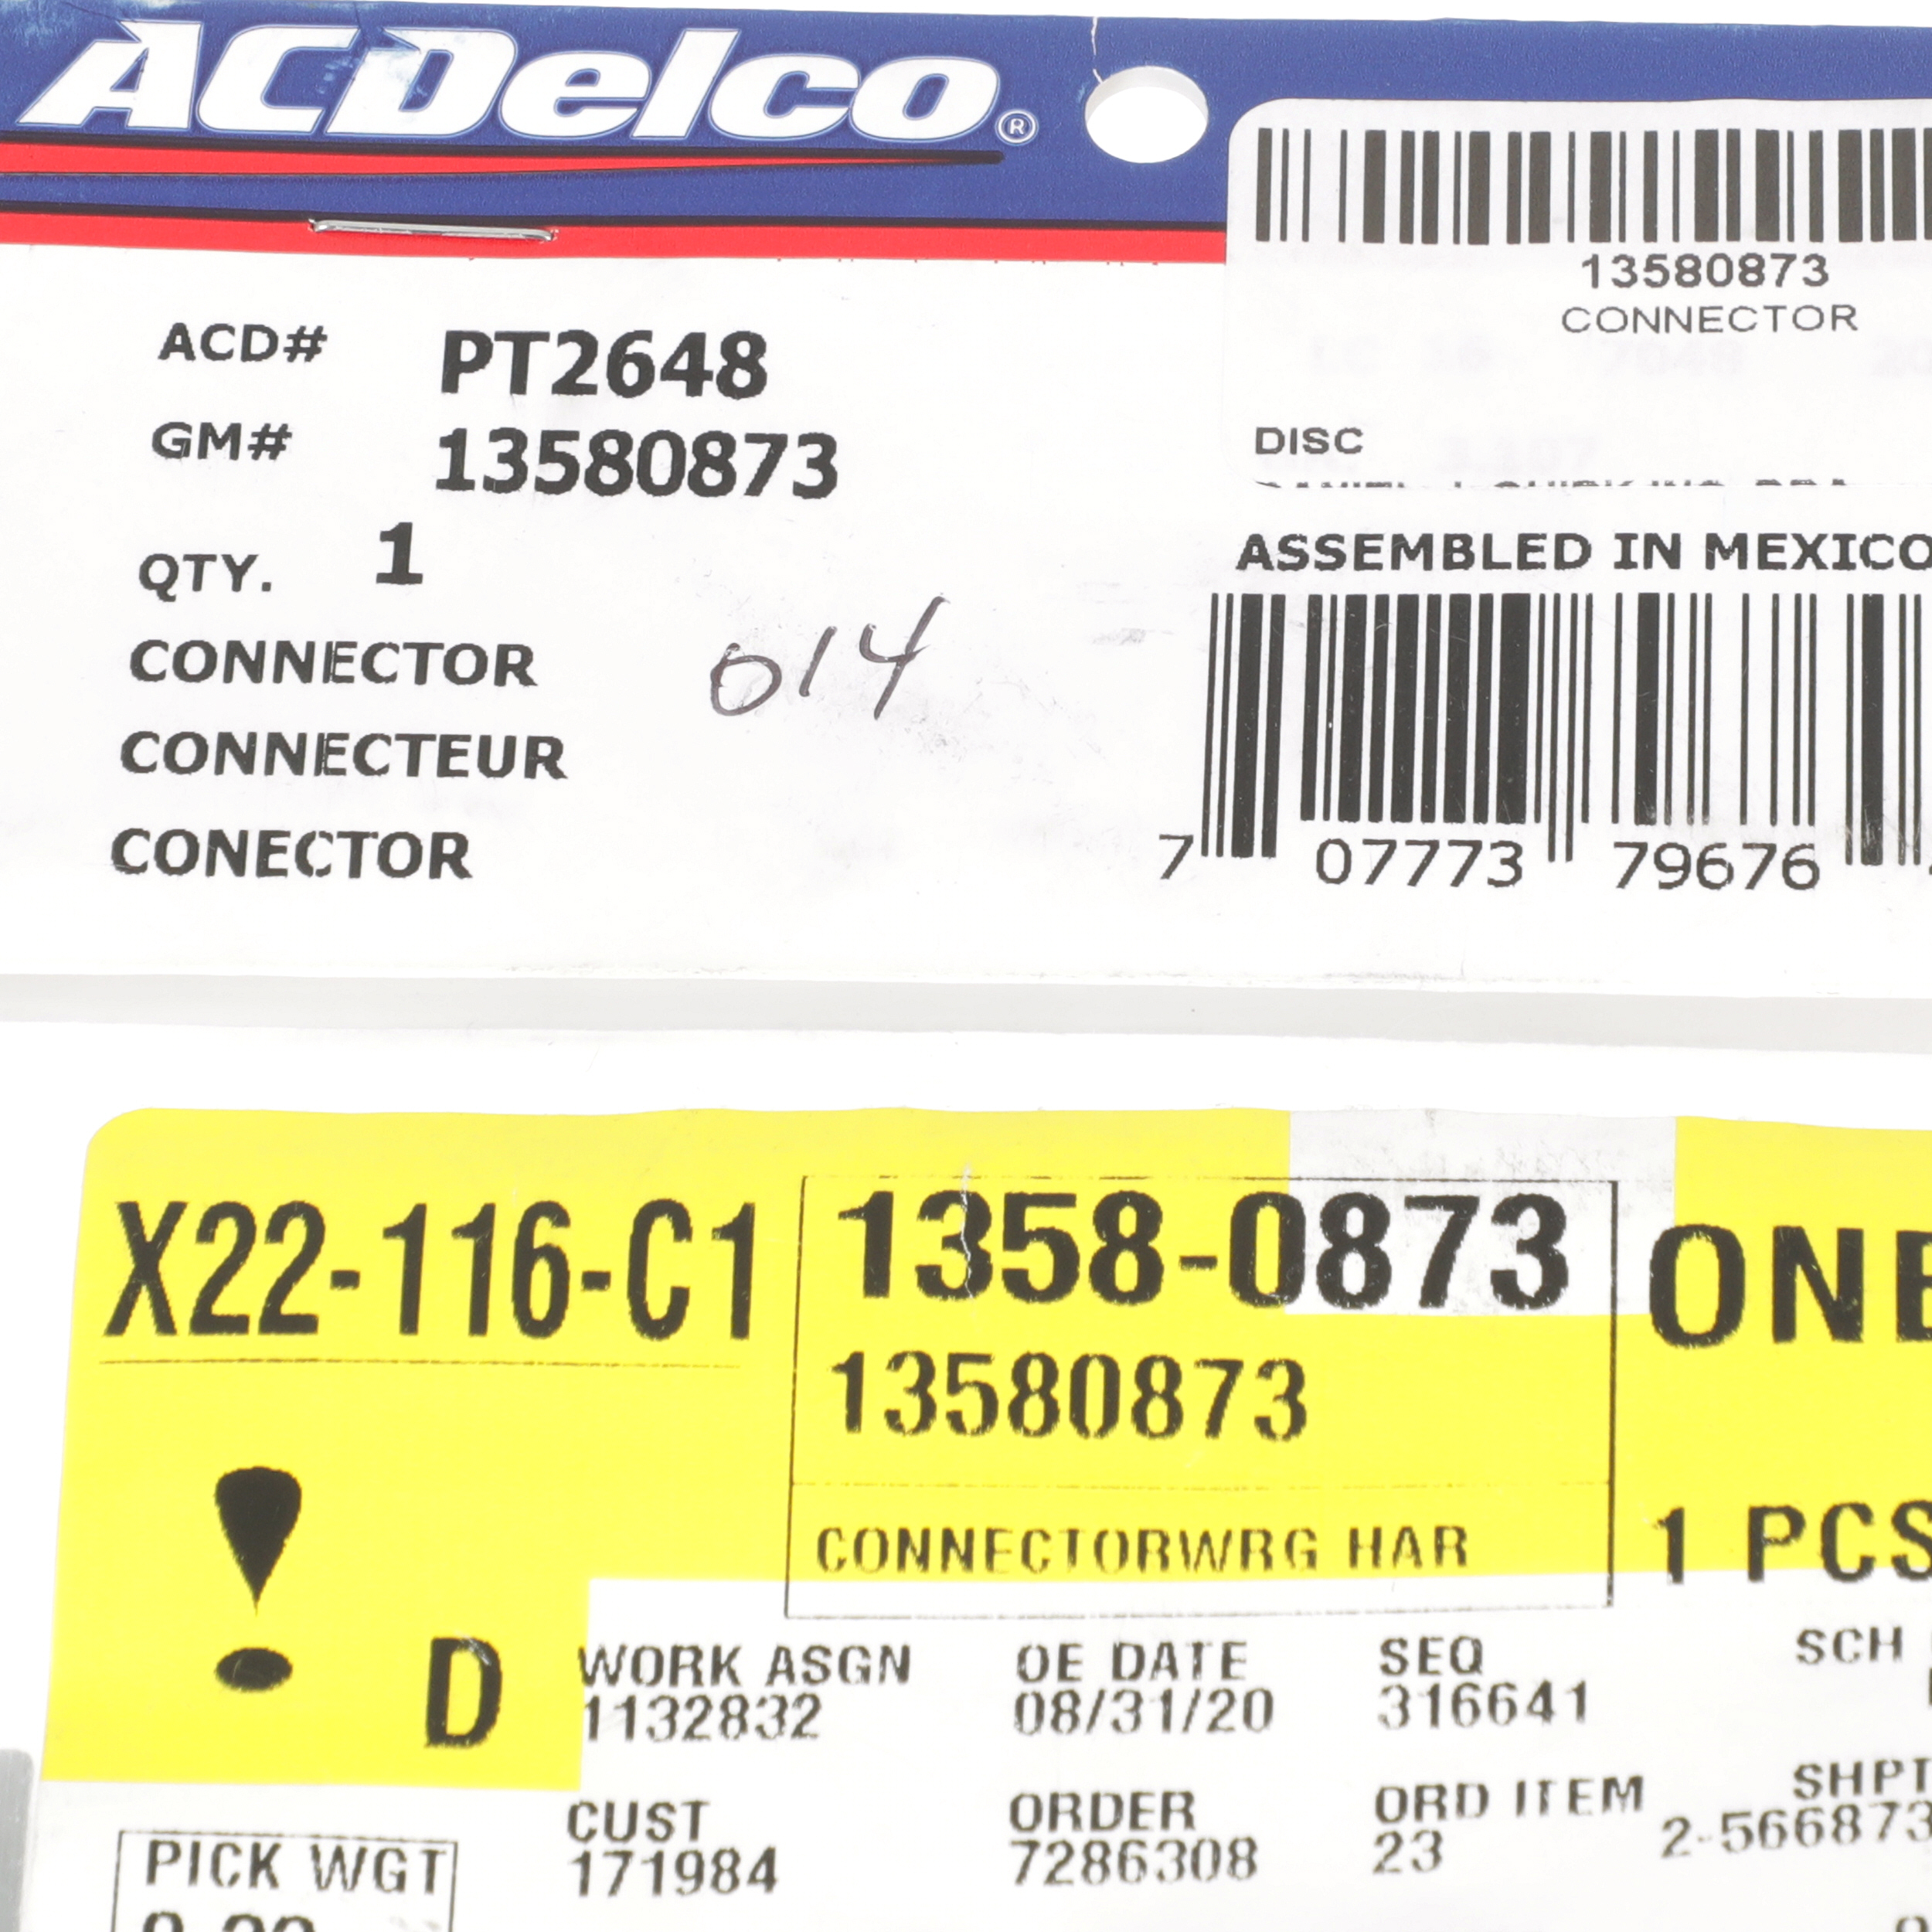 ACDelco®
13580873
CONNECTOR
DISC
ACD# PT2648
GM# 13580873
QTY. 1
CONNECTOR
CONNECTEUR
CONECTOR
014
ASSEMBLED IN MEXICO
7 07773 79676
X22-116-C1
1358-0873
13580873
CONNECTORWRG HAR
1 PCS
D
WORK ASGN
1132832
OE DATE
08/31/20
SEQ
316641
SCH
CUST
171984
ORDER
7286308
ORD ITEM
23
SHPT
2-566873
PICK WGT